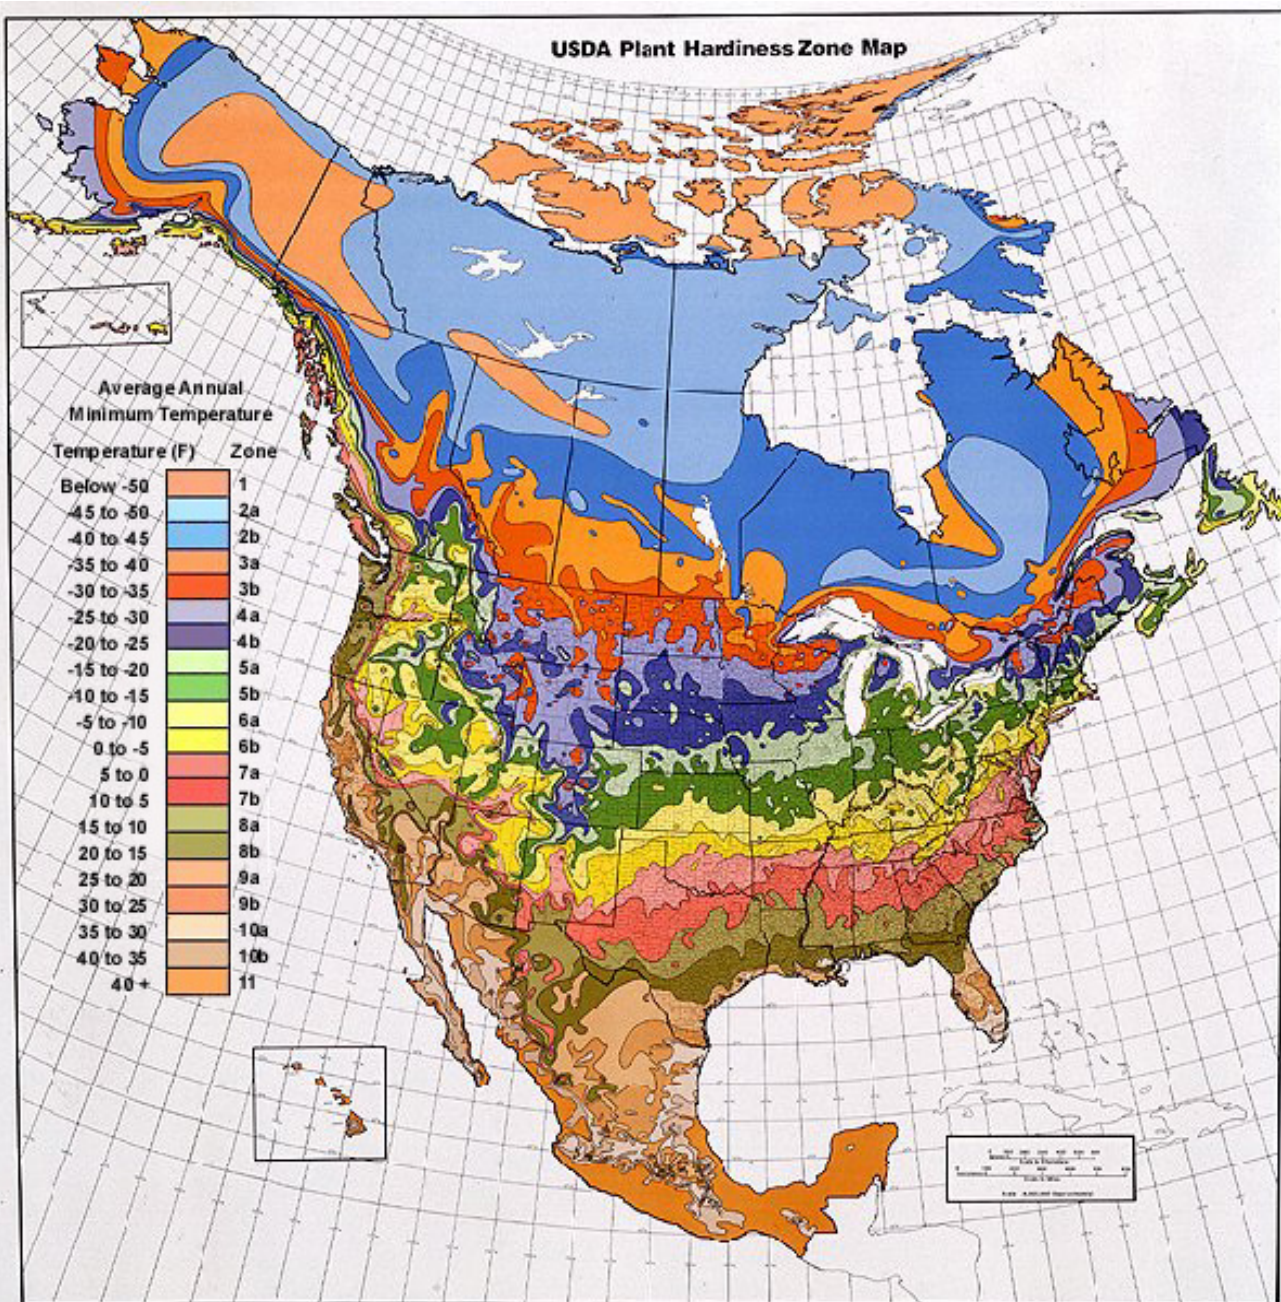 USDA Plant Hardiness Zone Map
Average Annual
Minimum Temperature
Temperature (F) Zone
Below -50 1
-45 to -50 2a
-40 to -45 2b
-35 to -40 3a
-30 to -35 3b
-25 to -30 4a
-20 to -25 4b
-15 to -20 5a
-10 to -15 5b
-5 to -10 6a
0 to -5 6b
5 to 0 7a
10 to 5 7b
15 to 10 8a
20 to 15 8b
25 to 20 9a
30 to 25 9b
35 to 30 10a
40 to 35 10b
40 + 11